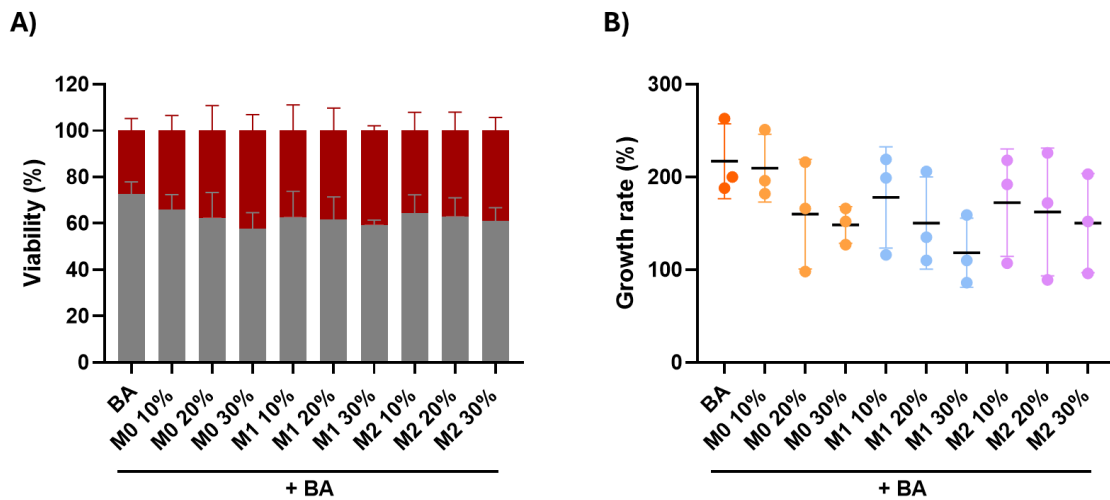 A)
Viability (%)
120
100
80
60
40
20
0
BA
M0 10%
M0 20%
M0 30%
M1 10%
M1 20%
M1 30%
M2 10%
M2 20%
M2 30%
+ BA
B)
Growth rate (%)
300
200
100
0
BA
M0 10%
M0 20%
M0 30%
M1 10%
M1 20%
M1 30%
M2 10%
M2 20%
M2 30%
+ BA